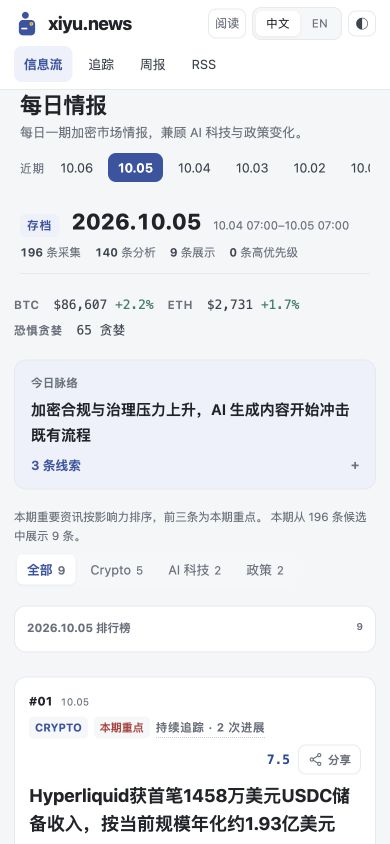 xiyu.news 阅读 中文 EN
信息流 追踪 周报 RSS
每日情报
每日一期加密市场情报，兼顾 AI 科技与政策变化。
近期 10.06 10.05 10.04 10.03 10.02
存档 2026.10.05 10.04 07:00–10.05 07:00
196 条采集 140 条分析 9 条展示 0 条高优先级
BTC $86,607 +2.2% ETH $2,731 +1.7%
恐惧贪婪 65 贪婪
今日脉络
加密合规与治理压力上升，AI 生成内容开始冲击
既有流程
3 条线索 +
本期重要资讯按影响力排序，前三条为本期重点。 本期从 196 条候选
中展示 9 条。
全部 9 Crypto 5 AI 科技 2 政策 2
2026.10.05 排行榜 9
#01 10.05
CRYPTO 本期重点 持续追踪 · 2 次进展
7.5 分享
Hyperliquid获首笔1458万美元USDC储
备收入，按当前规模年化约1.93亿美元